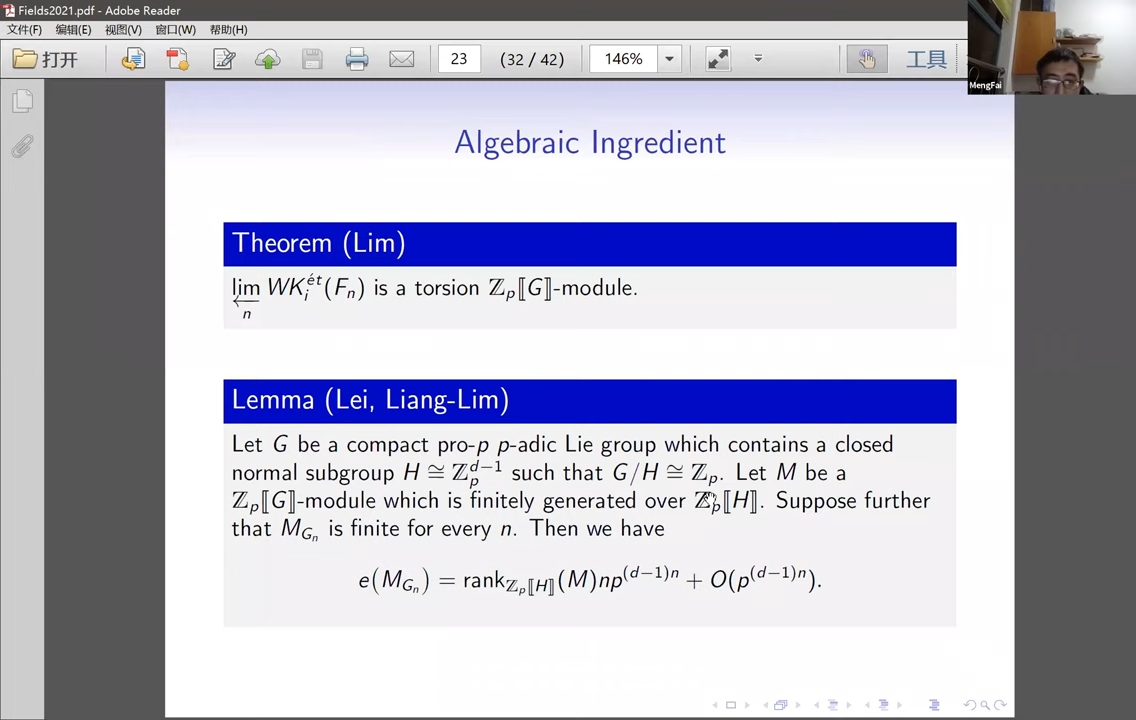 Fields2021.pdf - Adobe Reader
文件(F) 编辑(E) 视图(V) 窗口(W) 帮助(H)
打开 23 (32 / 42) 146% 工具
MengFai
Algebraic Ingredient
Theorem (Lim)
lim WK_i^{ét}(F_n) is a torsion ℤ_p⟦G⟧-module.
←
n
Lemma (Lei, Liang-Lim)
Let G be a compact pro-p p-adic Lie group which contains a closed
normal subgroup H ≅ ℤ_p^{d−1} such that G/H ≅ ℤ_p. Let M be a
ℤ_p⟦G⟧-module which is finitely generated over ℤ_p⟦H⟧. Suppose further
that M_{G_n} is finite for every n. Then we have
e(M_{G_n}) = rank_{ℤ_p⟦H⟧}(M)np^{(d−1)n} + O(p^{(d−1)n}).